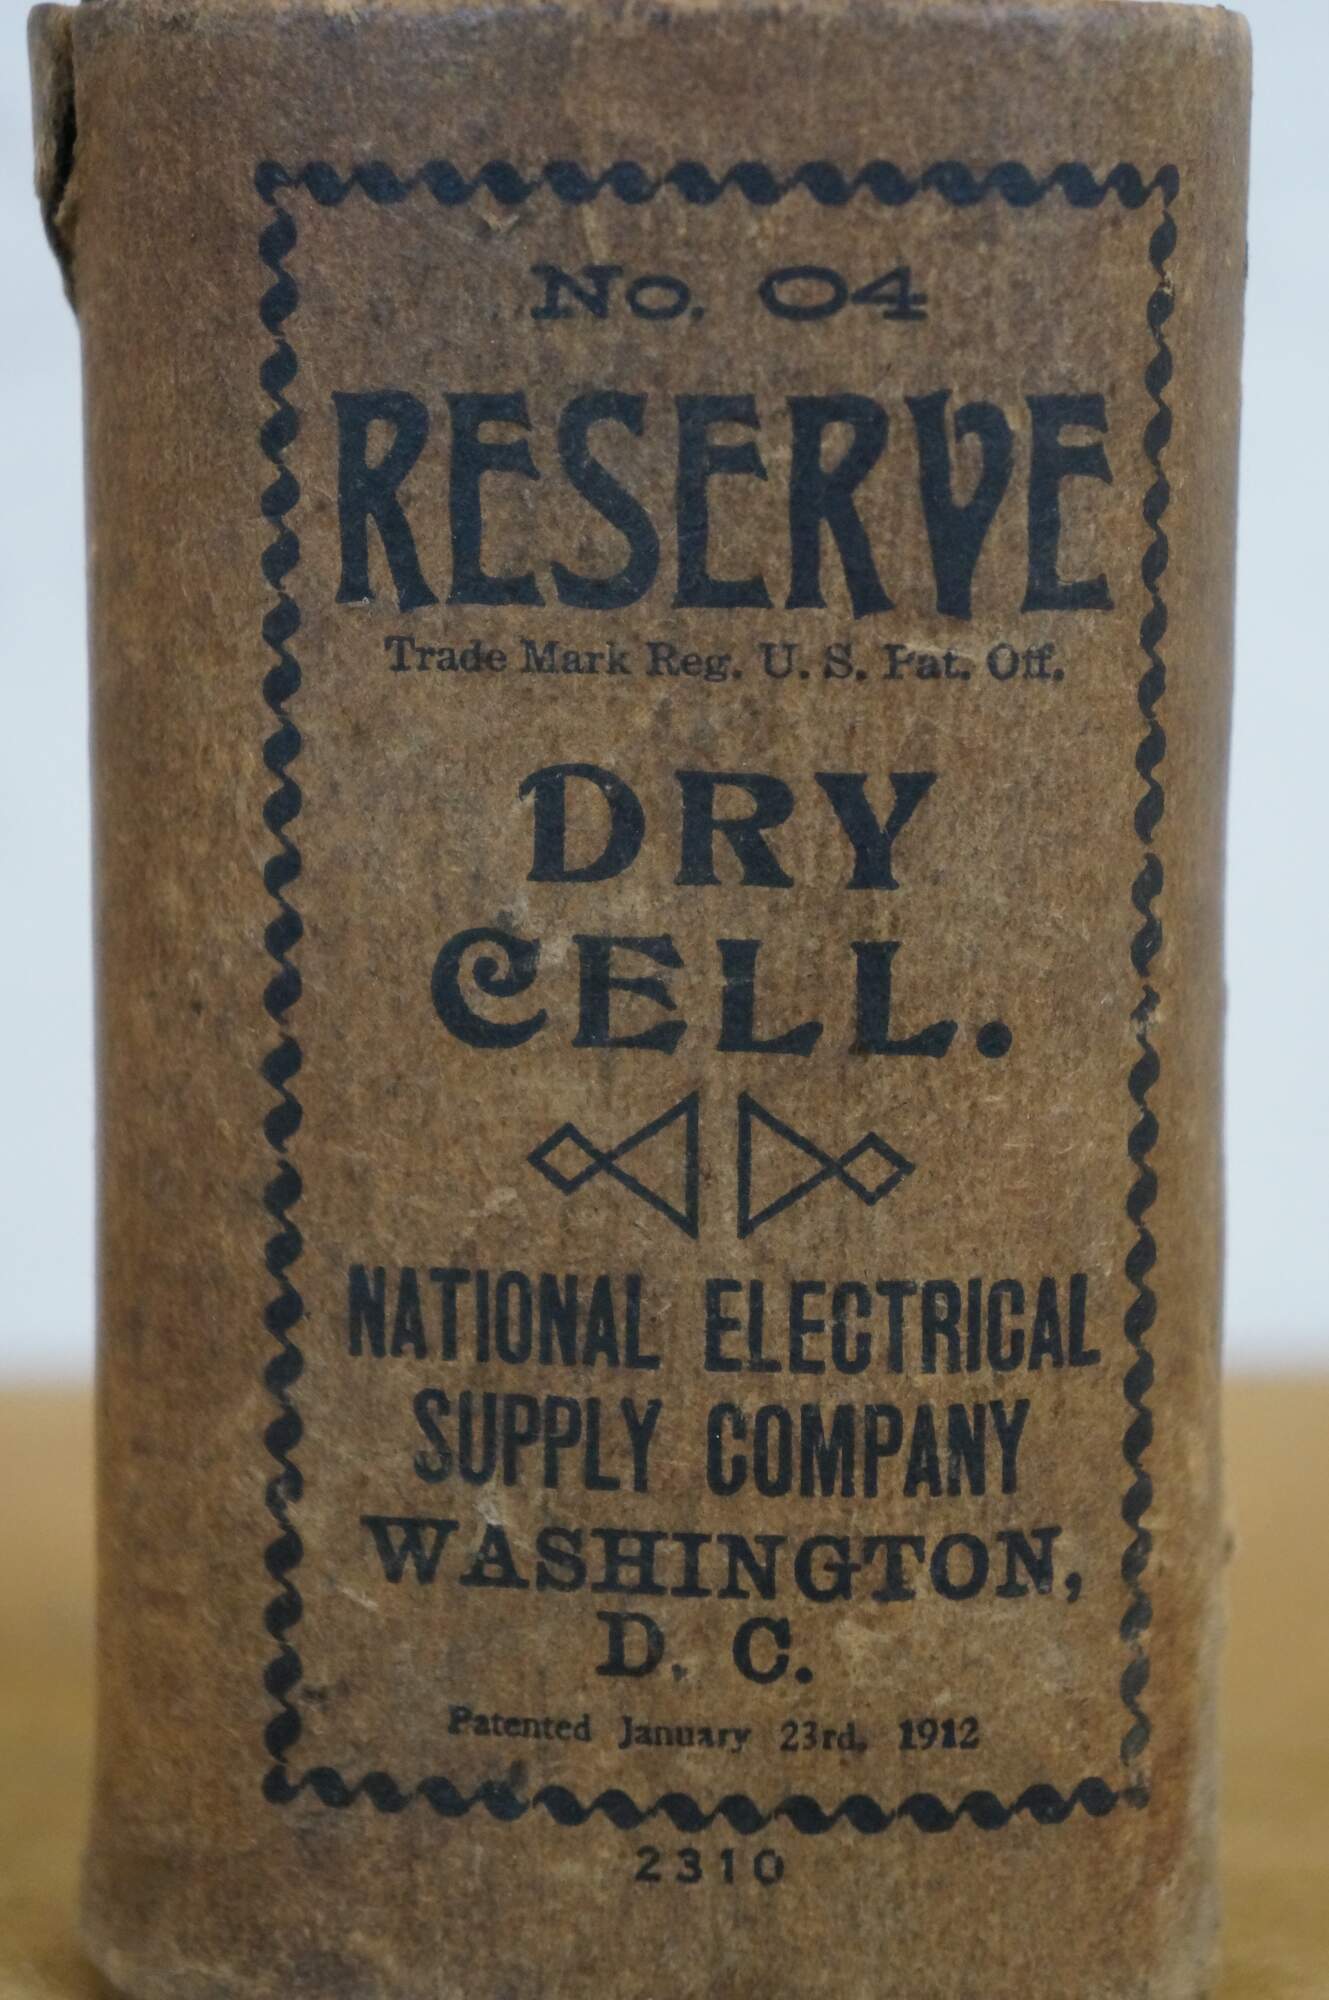 No. 04
RESERVE
Trade Mark Reg. U. S. Pat. Off.
DRY
CELL.
NATIONAL ELECTRICAL
SUPPLY COMPANY
WASHINGTON,
D. C.
Patented January 23rd, 1912
2310